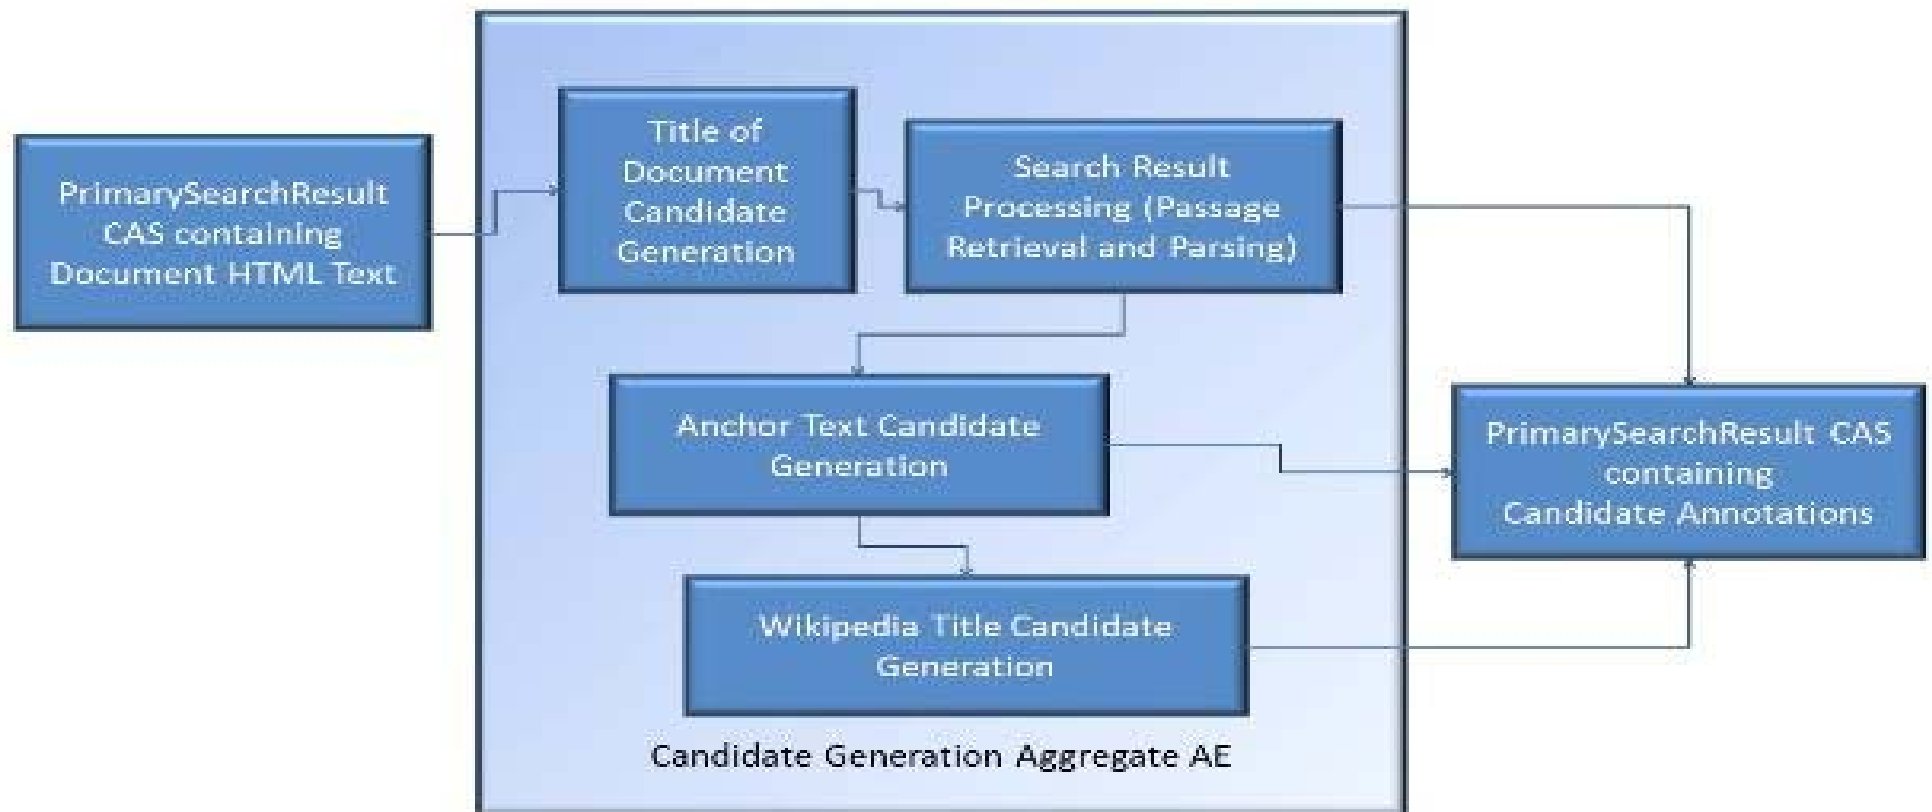 PrimarySearchResult
CAS containing
Document HTML Text
Title of
Document
Candidate
Generation
Search Result
Processing (Passage
Retrieval and Parsing)
Anchor Text Candidate
Generation
Wikipedia Title Candidate
Generation
Candidate Generation Aggregate AE
PrimarySearchResult CAS
containing
Candidate Annotations